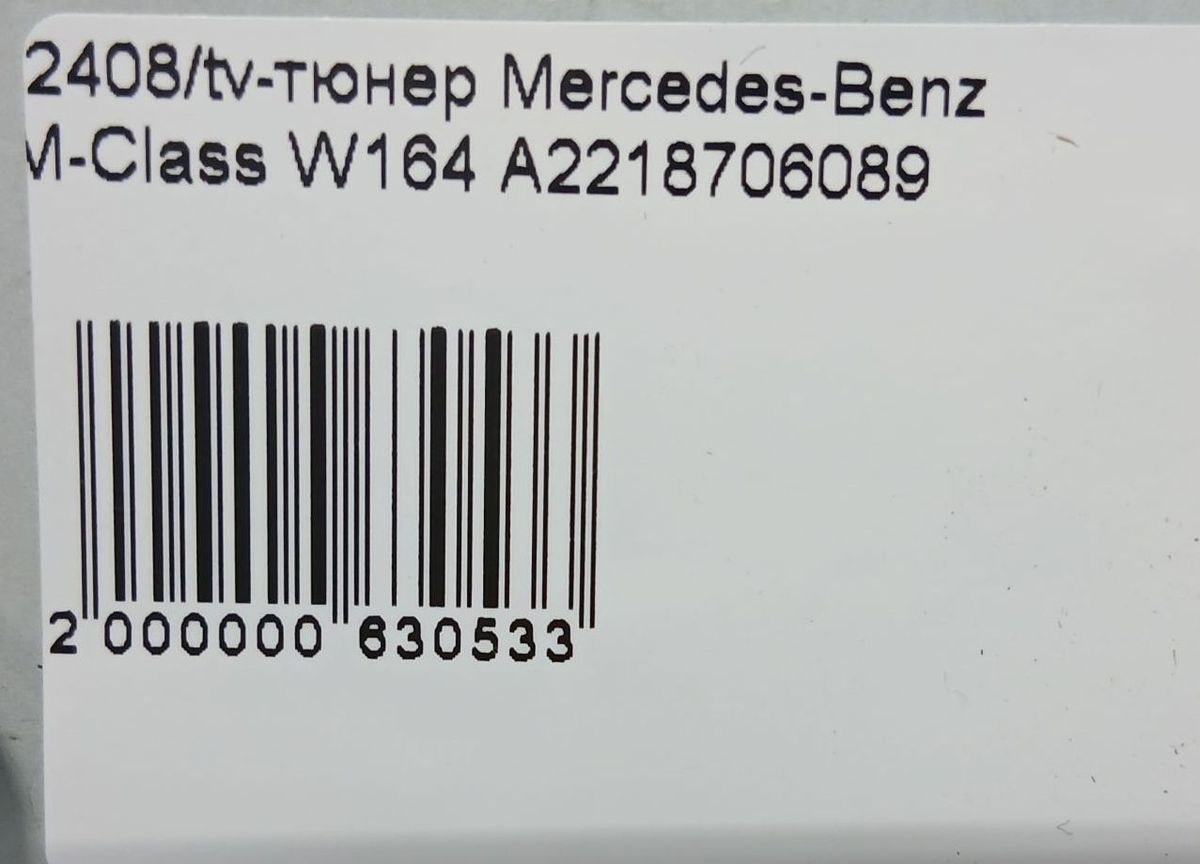 2408/tv-тюнер Mercedes-Benz
M-Class W164 A2218706089
2 000000 630533